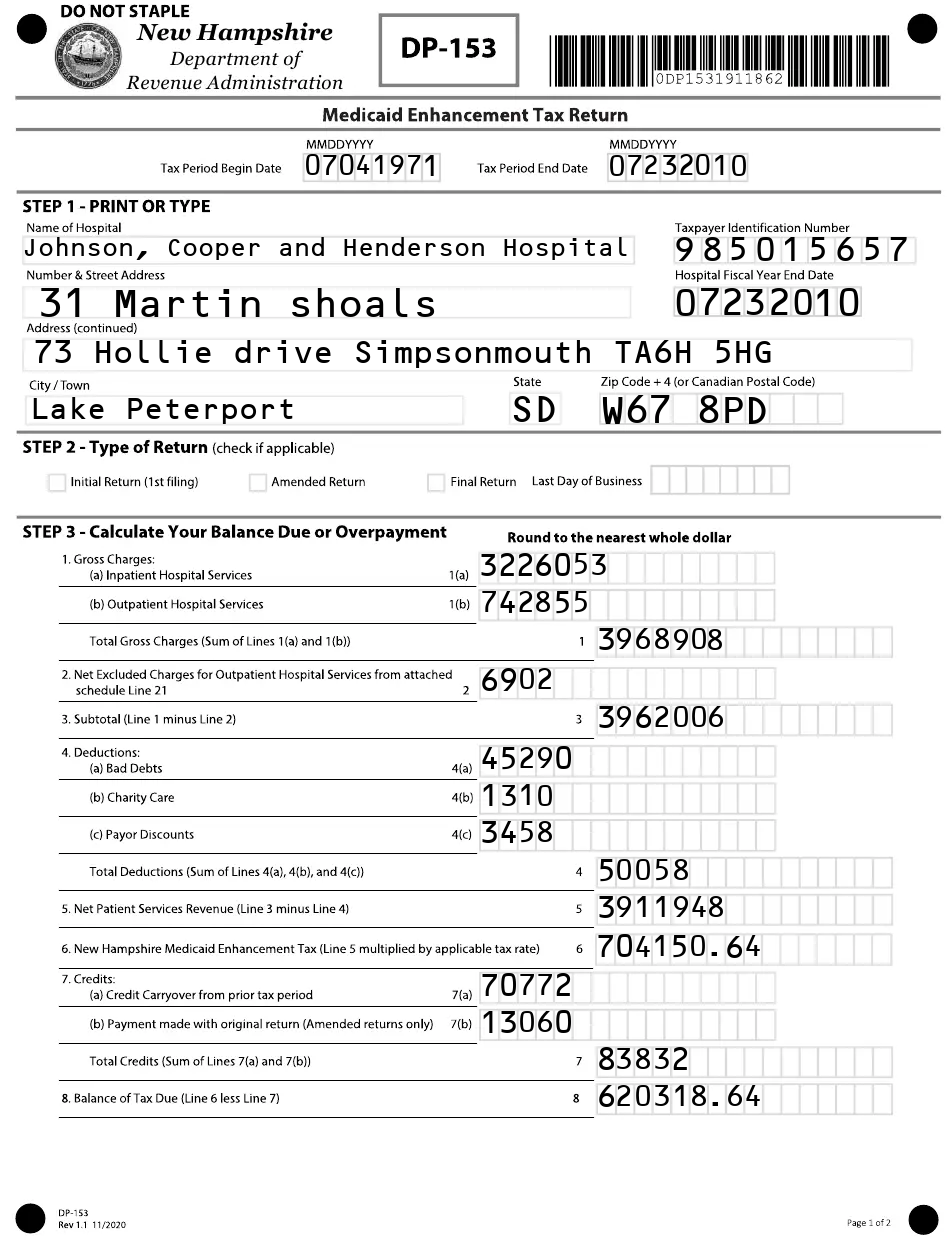 DO NOT STAPLE
New Hampshire
Department of
Revenue Administration
DP-153
0DP1531911862
Medicaid Enhancement Tax Return
MMDDYYYY MMDDYYYY
Tax Period Begin Date 07041971 Tax Period End Date 07232010
STEP 1 - PRINT OR TYPE
Name of Hospital Taxpayer Identification Number
Johnson, Cooper and Henderson Hospital 985015657
Number & Street Address Hospital Fiscal Year End Date
31 Martin shoals 07232010
Address (continued)
73 Hollie drive Simpsonmouth TA6H 5HG
City / Town State Zip Code + 4 (or Canadian Postal Code)
Lake Peterport SD W67 8PD
STEP 2 - Type of Return (check if applicable)
Initial Return (1st filing) Amended Return Final Return Last Day of Business
STEP 3 - Calculate Your Balance Due or Overpayment Round to the nearest whole dollar
1. Gross Charges:
(a) Inpatient Hospital Services 1(a) 3226053
(b) Outpatient Hospital Services 1(b) 742855
Total Gross Charges (Sum of Lines 1(a) and 1(b)) 1 3968908
2. Net Excluded Charges for Outpatient Hospital Services from attached
schedule Line 21 2 6902
3. Subtotal (Line 1 minus Line 2) 3 3962006
4. Deductions:
(a) Bad Debts 4(a) 45290
(b) Charity Care 4(b) 1310
(c) Payor Discounts 4(c) 3458
Total Deductions (Sum of Lines 4(a), 4(b), and 4(c)) 4 50058
5. Net Patient Services Revenue (Line 3 minus Line 4) 5 3911948
6. New Hampshire Medicaid Enhancement Tax (Line 5 multiplied by applicable tax rate) 6 704150.64
7. Credits:
(a) Credit Carryover from prior tax period 7(a) 70772
(b) Payment made with original return (Amended returns only) 7(b) 13060
Total Credits (Sum of Lines 7(a) and 7(b)) 7 83832
8. Balance of Tax Due (Line 6 less Line 7) 8 620318.64
DP-153
Rev 1.1 11/2020 Page 1 of 2